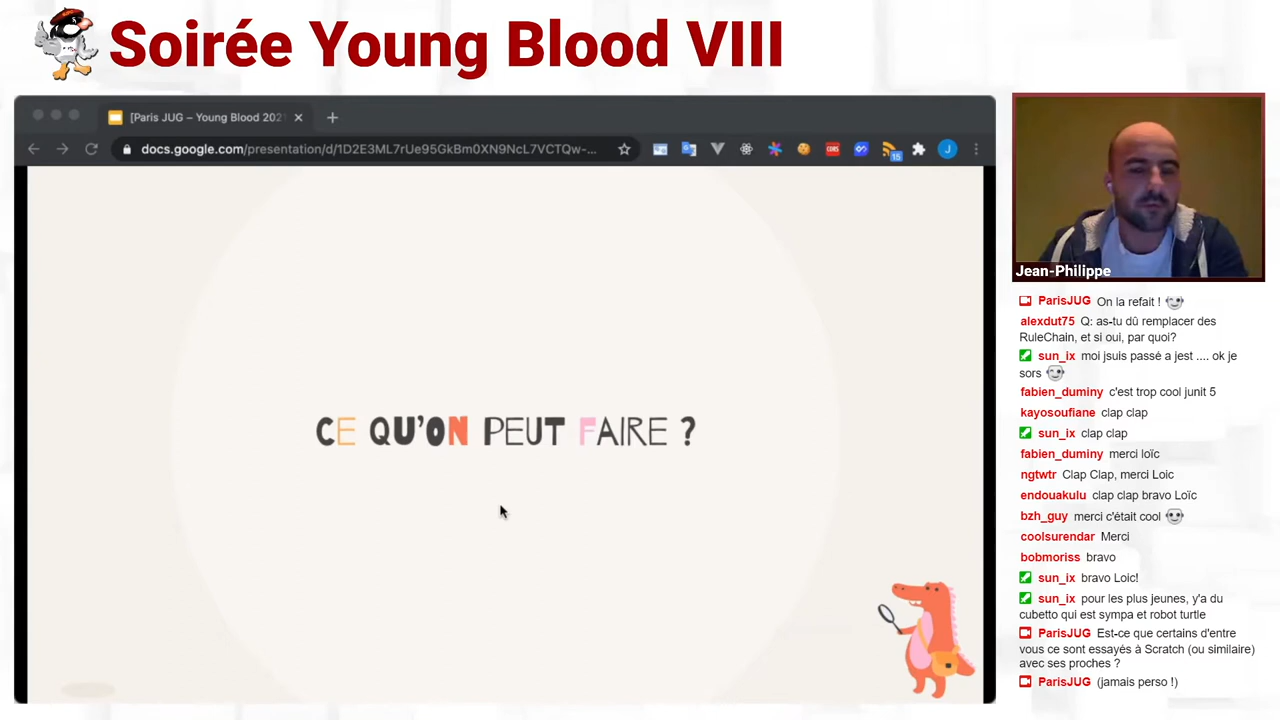 Soirée Young Blood VIII
[Paris JUG – Young Blood 202
docs.google.com/presentation/d/1D2E3ML7rUe95GkBm0XN9NcL7VCTQw-...
CORS
15
J
CE QU'ON PEUT FAIRE ?
Jean-Philippe
ParisJUG On la refait !
alexdut75 Q: as-tu dû remplacer des
RuleChain, et si oui, par quoi?
sun_ix moi jsuis passé a jest .... ok je
sors
fabien_duminy c'est trop cool junit 5
kayosoufiane clap clap
sun_ix clap clap
fabien_duminy merci loïc
ngtwtr Clap Clap, merci Loic
endouakulu clap clap bravo Loïc
bzh_guy merci c'était cool
coolsurendar Merci
bobmoriss bravo
sun_ix bravo Loic!
sun_ix pour les plus jeunes, y'a du
cubetto qui est sympa et robot turtle
ParisJUG Est-ce que certains d'entre
vous ce sont essayés à Scratch (ou similaire)
avec ses proches ?
ParisJUG (jamais perso !)